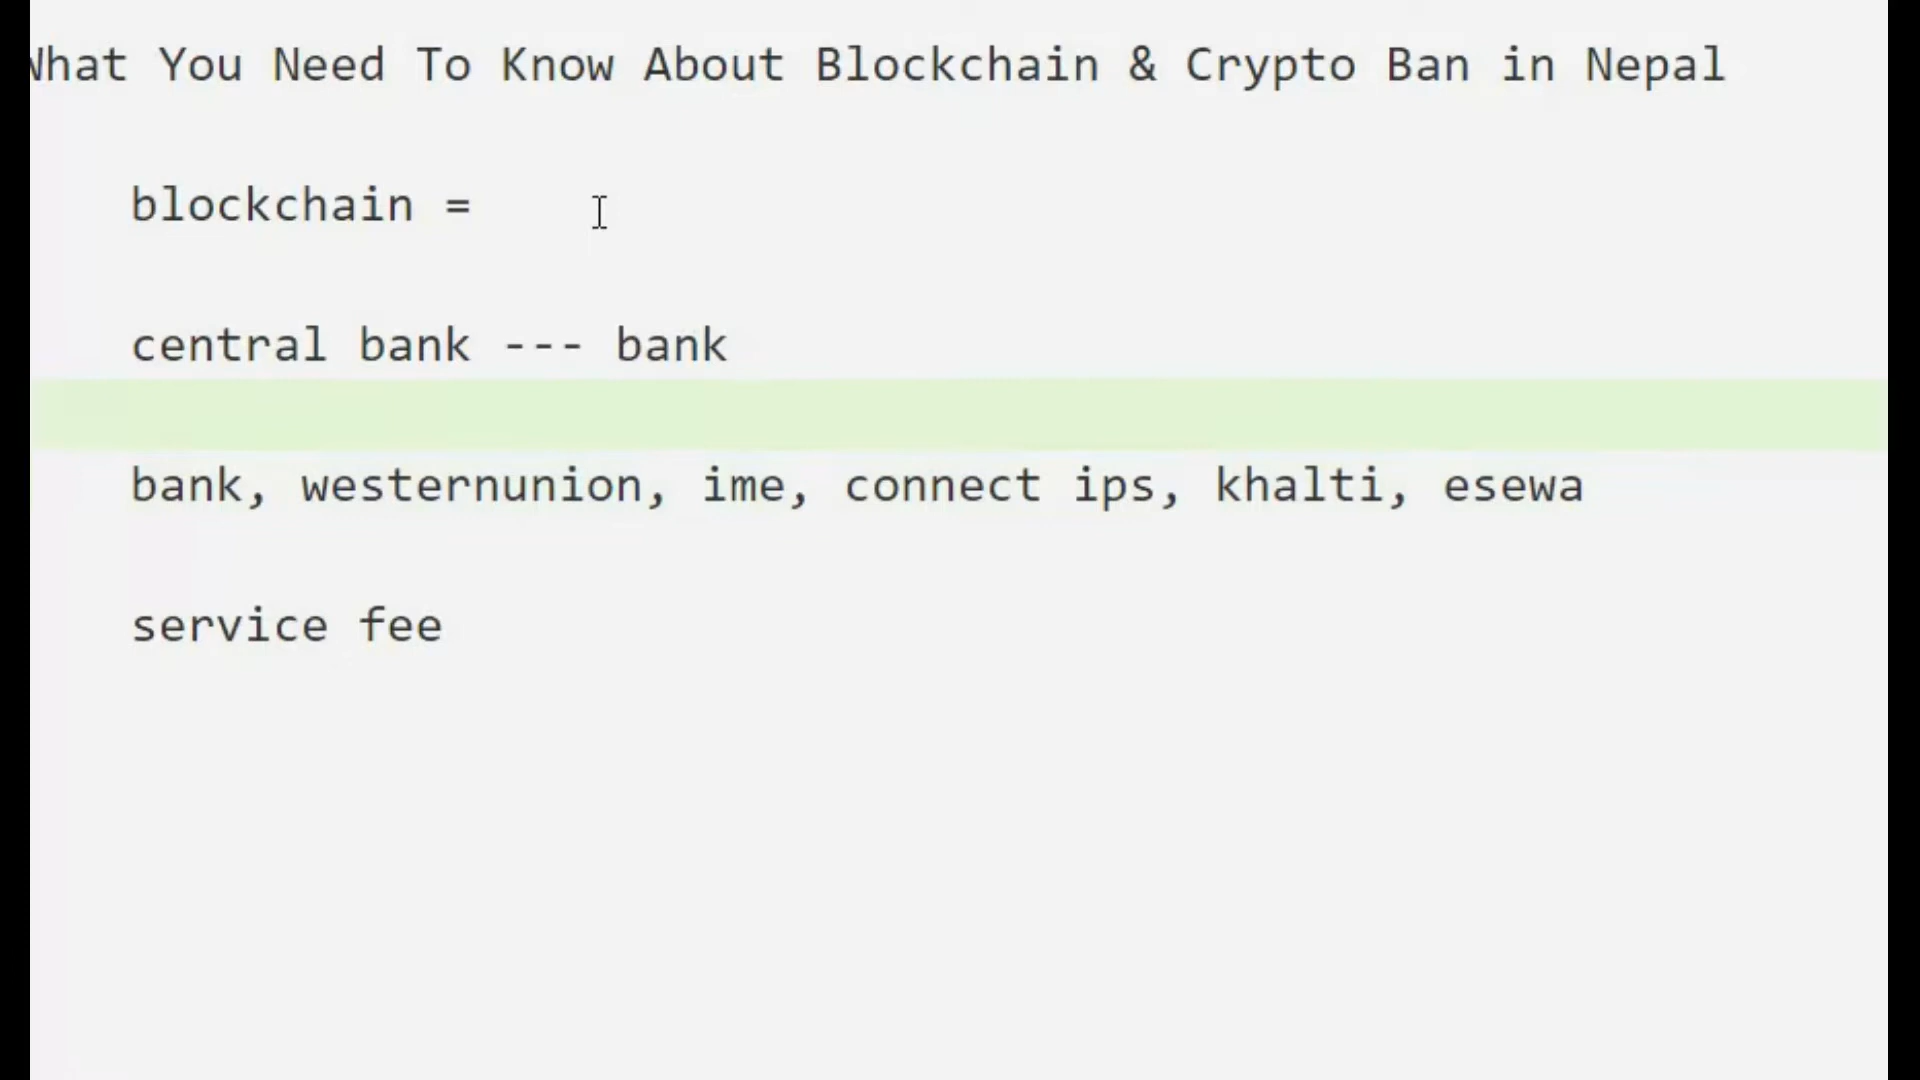 What You Need To Know About Blockchain & Crypto Ban in Nepal
blockchain =
central bank --- bank
bank, westernunion, ime, connect ips, khalti, esewa
service fee